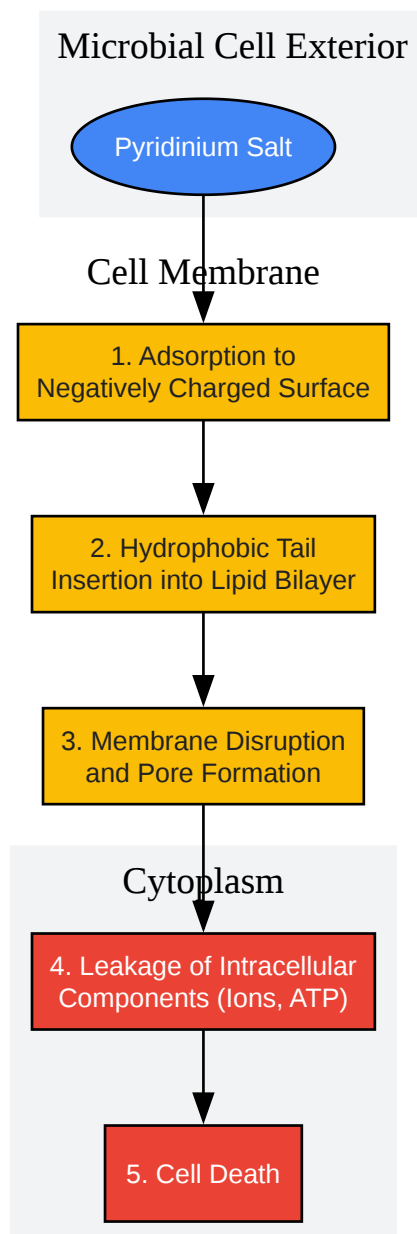 Microbial Cell Exterior
Pyridinium Salt
Cell Membrane
1. Adsorption to
Negatively Charged Surface
2. Hydrophobic Tail
Insertion into Lipid Bilayer
3. Membrane Disruption
and Pore Formation
Cytoplasm
4. Leakage of Intracellular
Components (Ions, ATP)
5. Cell Death